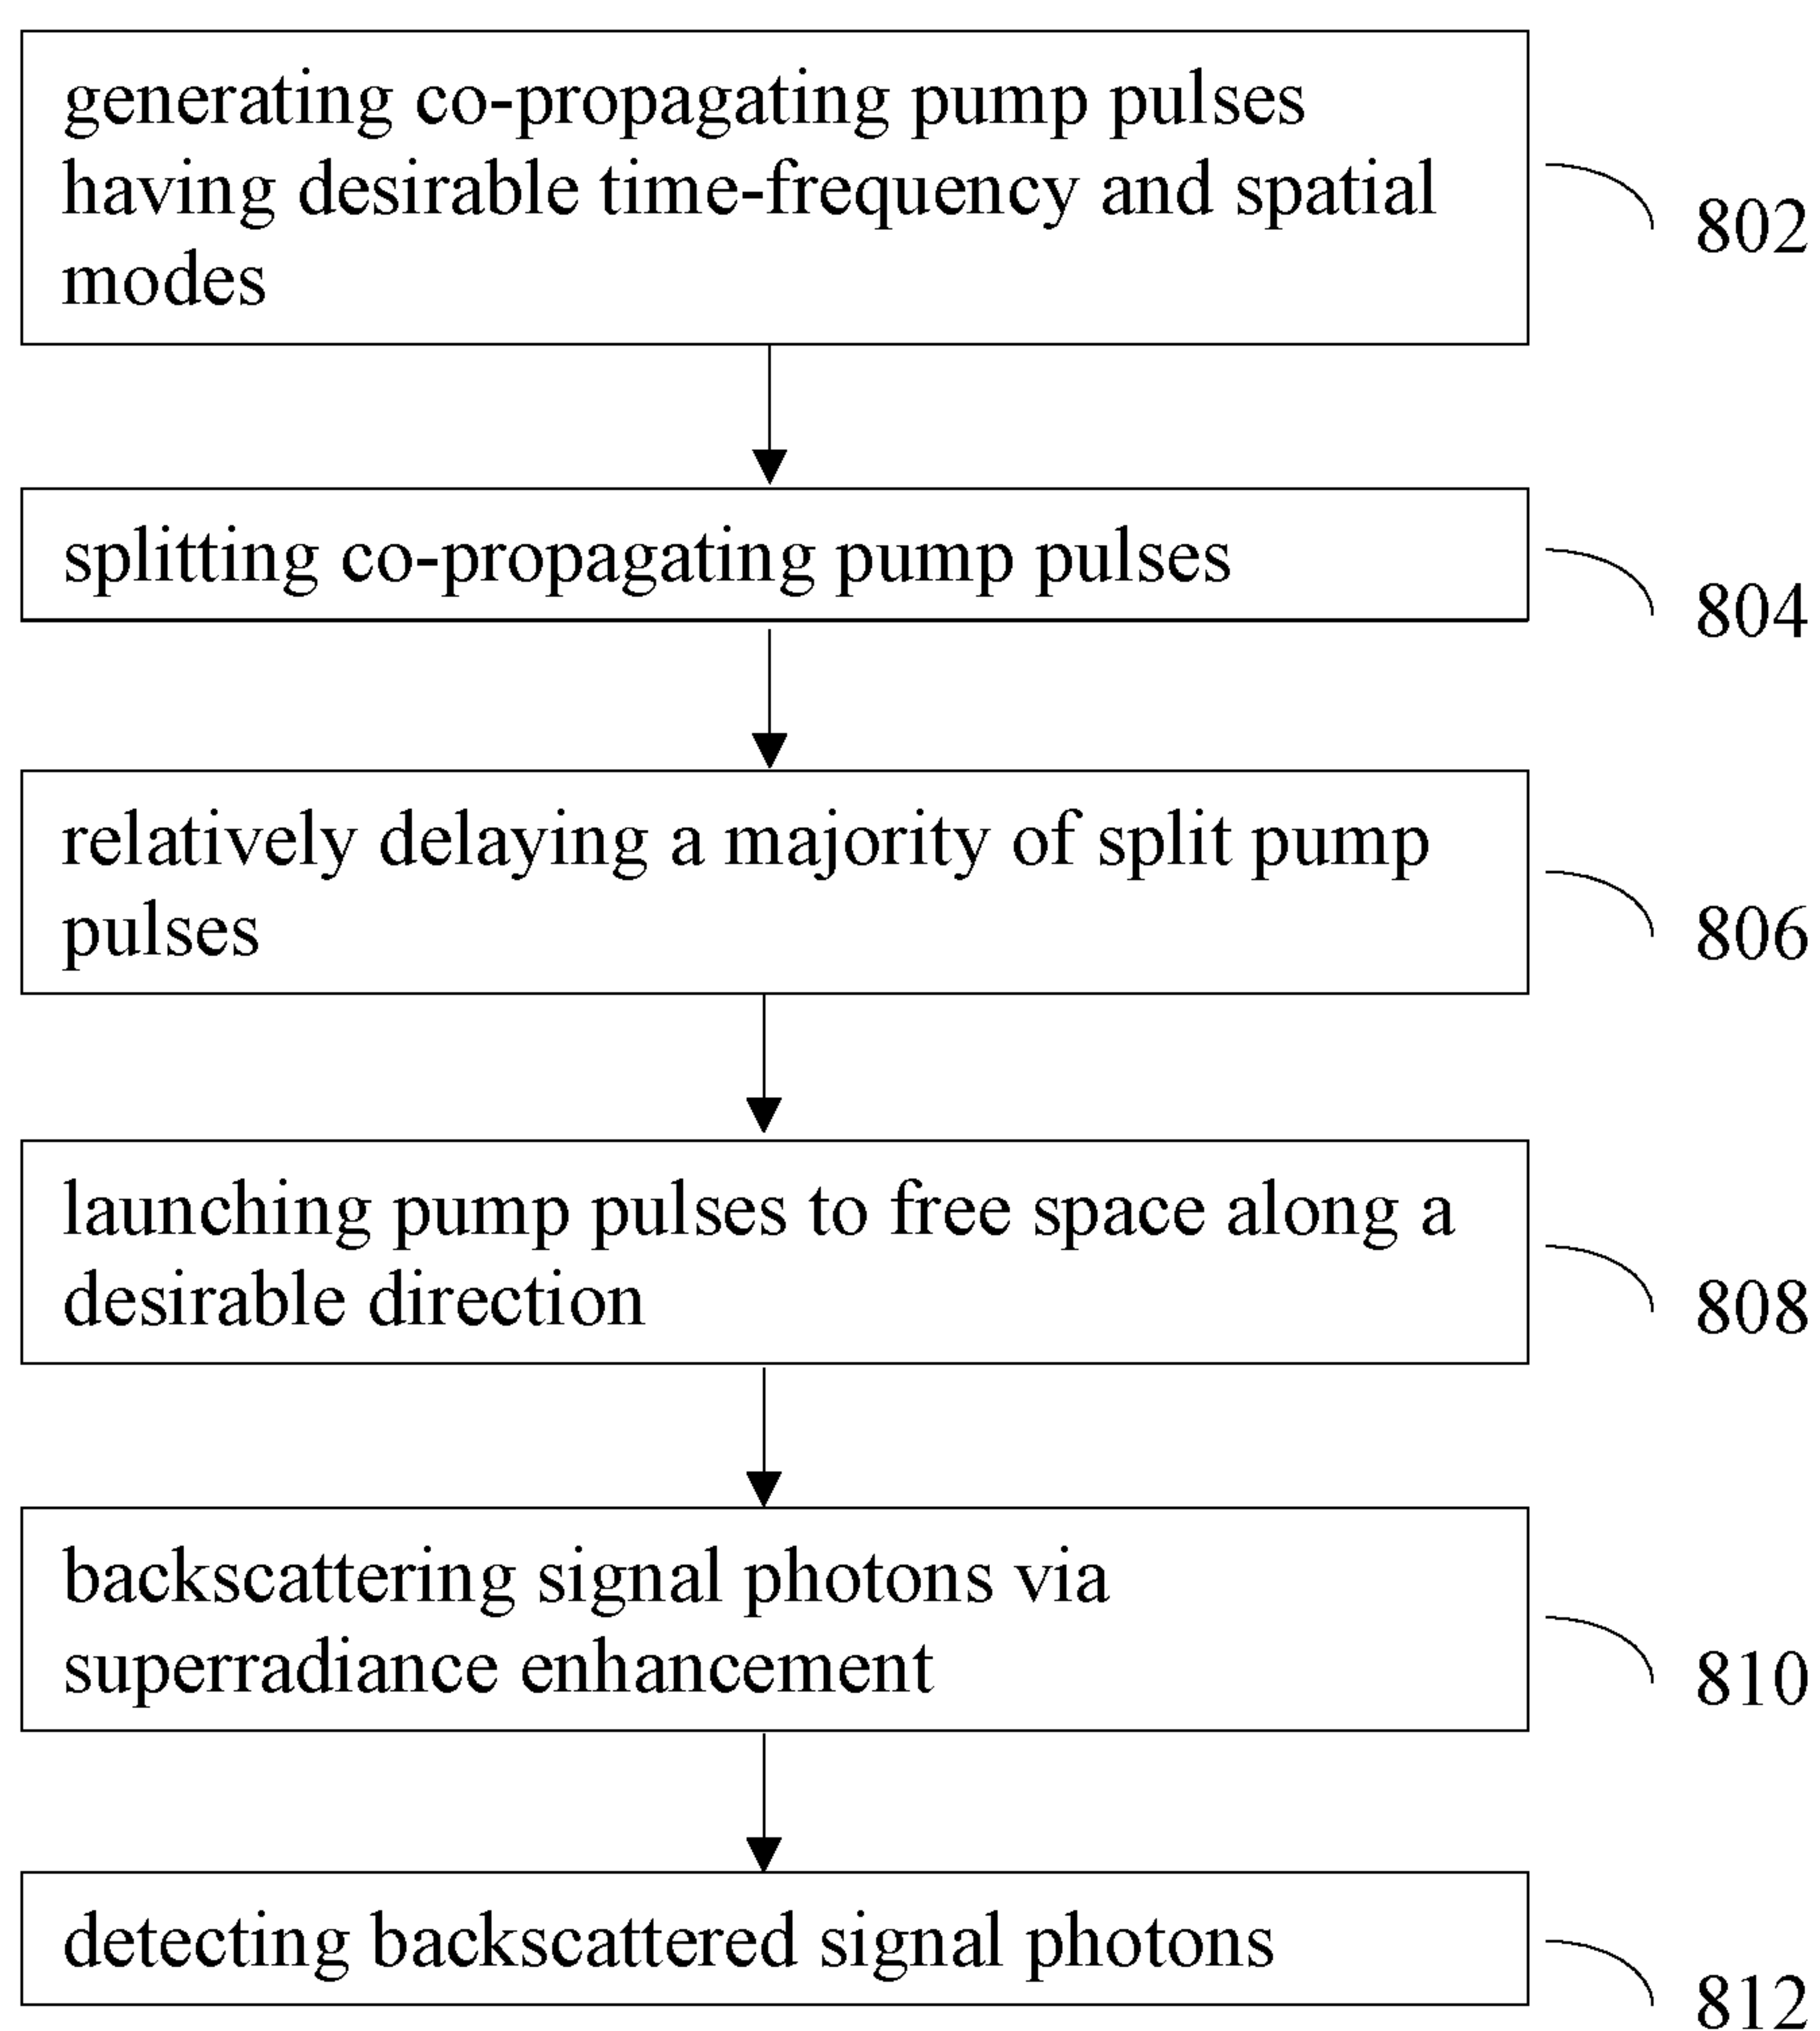 generating co-propagating pump pulses
having desirable time-frequency and spatial
modes
802
splitting co-propagating pump pulses
804
relatively delaying a majority of split pump
pulses
806
launching pump pulses to free space along a
desirable direction
808
backscattering signal photons via
superradiance enhancement
810
detecting backscattered signal photons
812